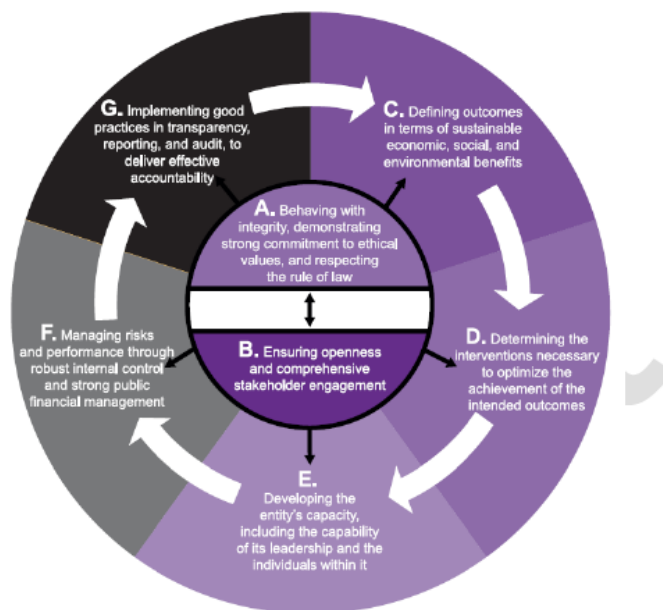 G. Implementing good
practices in transparency,
reporting, and audit, to
deliver effective
accountability
C. Defining outcomes
in terms of sustainable
economic, social, and
environmental benefits
A. Behaving with
integrity, demonstrating
strong commitment to ethical
values, and respecting
the rule of law
B. Ensuring openness
and comprehensive
stakeholder engagement
D. Determining the
interventions necessary
to optimize the
achievement of the
intended outcomes
E.
Developing the
entity's capacity,
including the capability
of its leadership and the
individuals within it
F. Managing risks
and performance through
robust internal control
and strong public
financial management